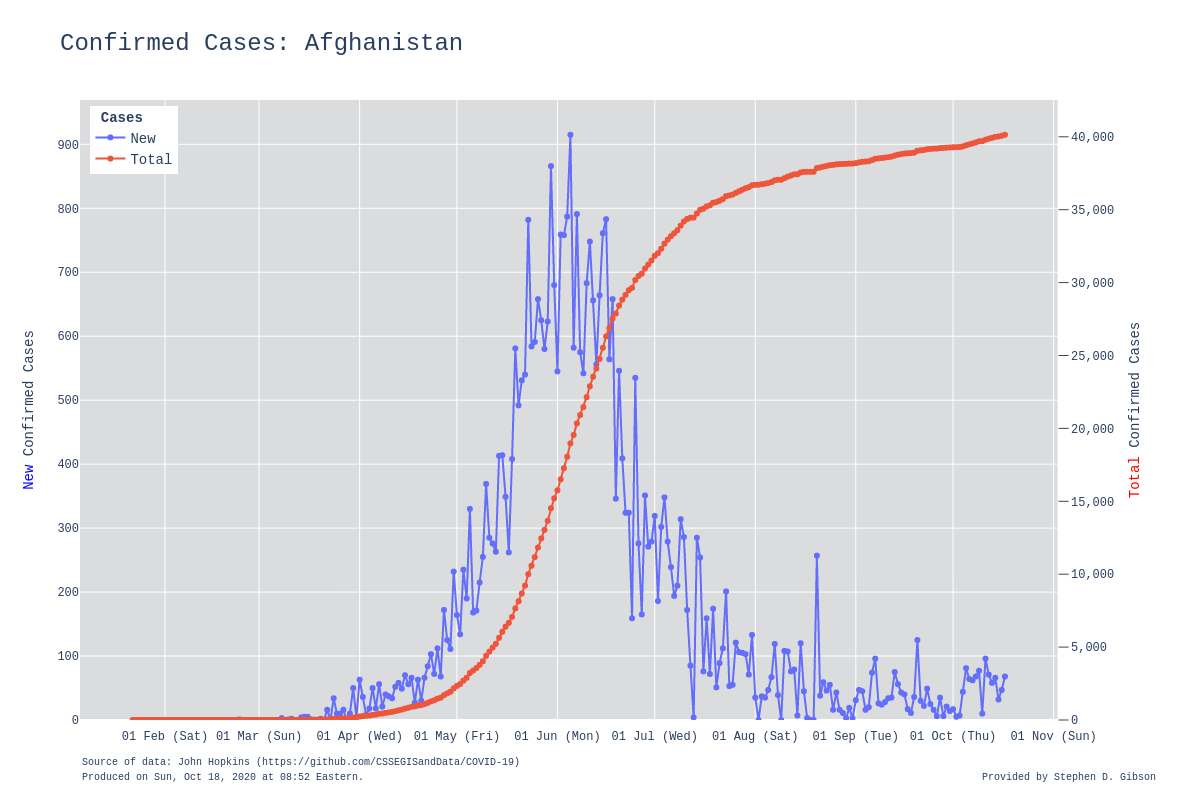 Confirmed Cases: Afghanistan
Cases
New
Total
900
800
700
600
500
400
300
200
100
0
40,000
35,000
30,000
25,000
20,000
15,000
10,000
5,000
0
New Confirmed Cases
Total Confirmed Cases
01 Feb (Sat) 01 Mar (Sun) 01 Apr (Wed) 01 May (Fri) 01 Jun (Mon) 01 Jul (Wed) 01 Aug (Sat) 01 Sep (Tue) 01 Oct (Thu) 01 Nov (Sun)
Source of data: John Hopkins (https://github.com/CSSEGISandData/COVID-19)
Produced on Sun, Oct 18, 2020 at 08:52 Eastern.
Provided by Stephen D. Gibson